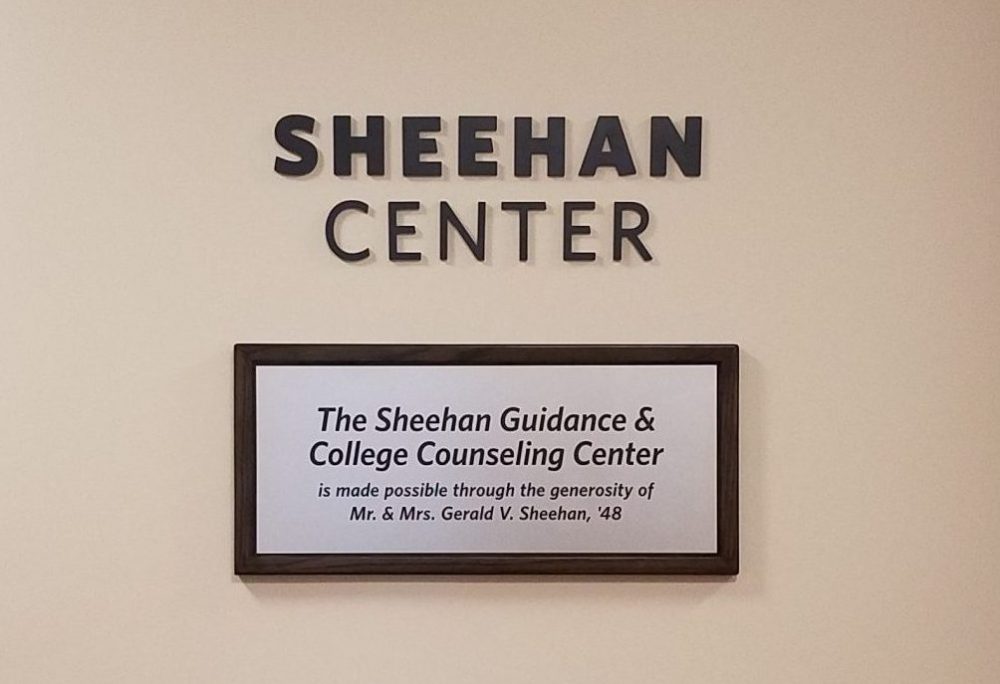 SHEEHAN
CENTER
The Sheehan Guidance &
College Counseling Center
is made possible through the generosity of
Mr. & Mrs. Gerald V. Sheehan, '48